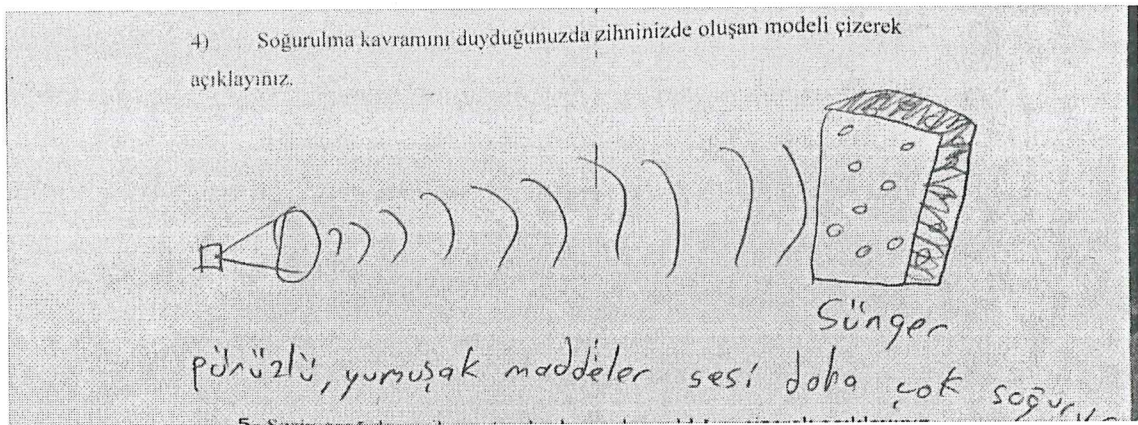 4) Soğurulma kavramını duyduğunuzda zihninizde oluşan modeli çizerek
açıklayınız.
Sünger
pürüzlü, yumuşak maddeler sesi daha çok